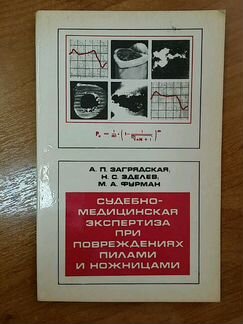 А. П. ЗАГРЯДСКАЯ,
Н. С. ЭДЕЛЕВ,
М. А. ФУРМАН
СУДЕБНО-
МЕДИЦИНСКАЯ
ЭКСПЕРТИЗА
ПРИ
ПОВРЕЖДЕНИЯХ
ПИЛАМИ
И НОЖНИЦАМИ